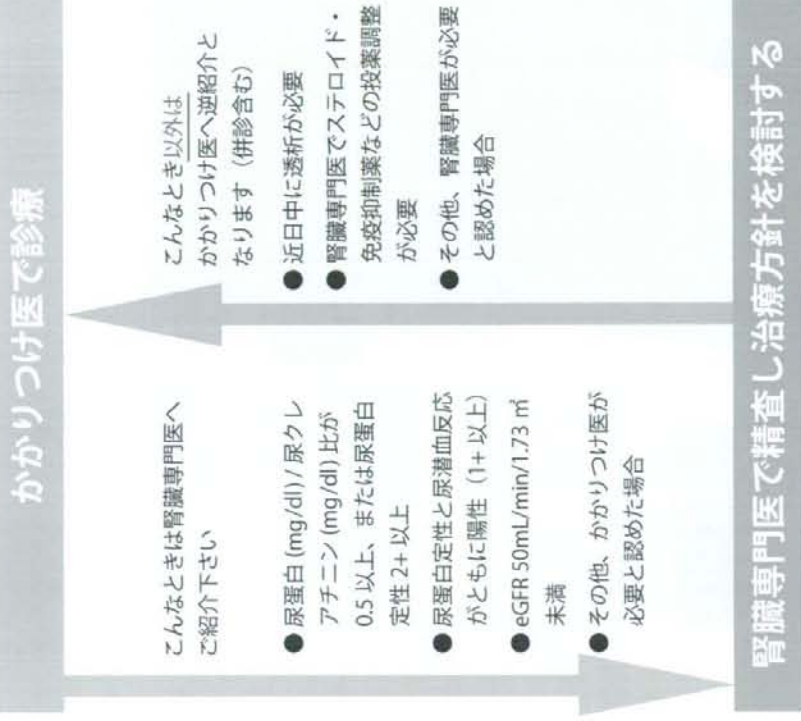 かかりつけ医で診療
こんなときは腎臓専門医へ
ご紹介下さい
● 尿蛋白 (mg/dl) / 尿クレ
アチニン (mg/dl) 比が
0.5 以上、または尿蛋白
定性 2+ 以上
● 尿蛋白定性と尿潜血反応
がともに陽性（1+ 以上）
● eGFR 50mL/min/1.73 ㎡
未満
● その他、かかりつけ医が
必要と認めた場合
こんなとき以外は
かかりつけ医へ逆紹介と
なります（併診含む）
● 近日中に透析が必要
● 腎臓専門医でステロイド・
免疫抑制薬などの投薬調整
が必要
● その他、腎臓専門医が必要
と認めた場合
腎臓専門医で精査し治療方針を検討する